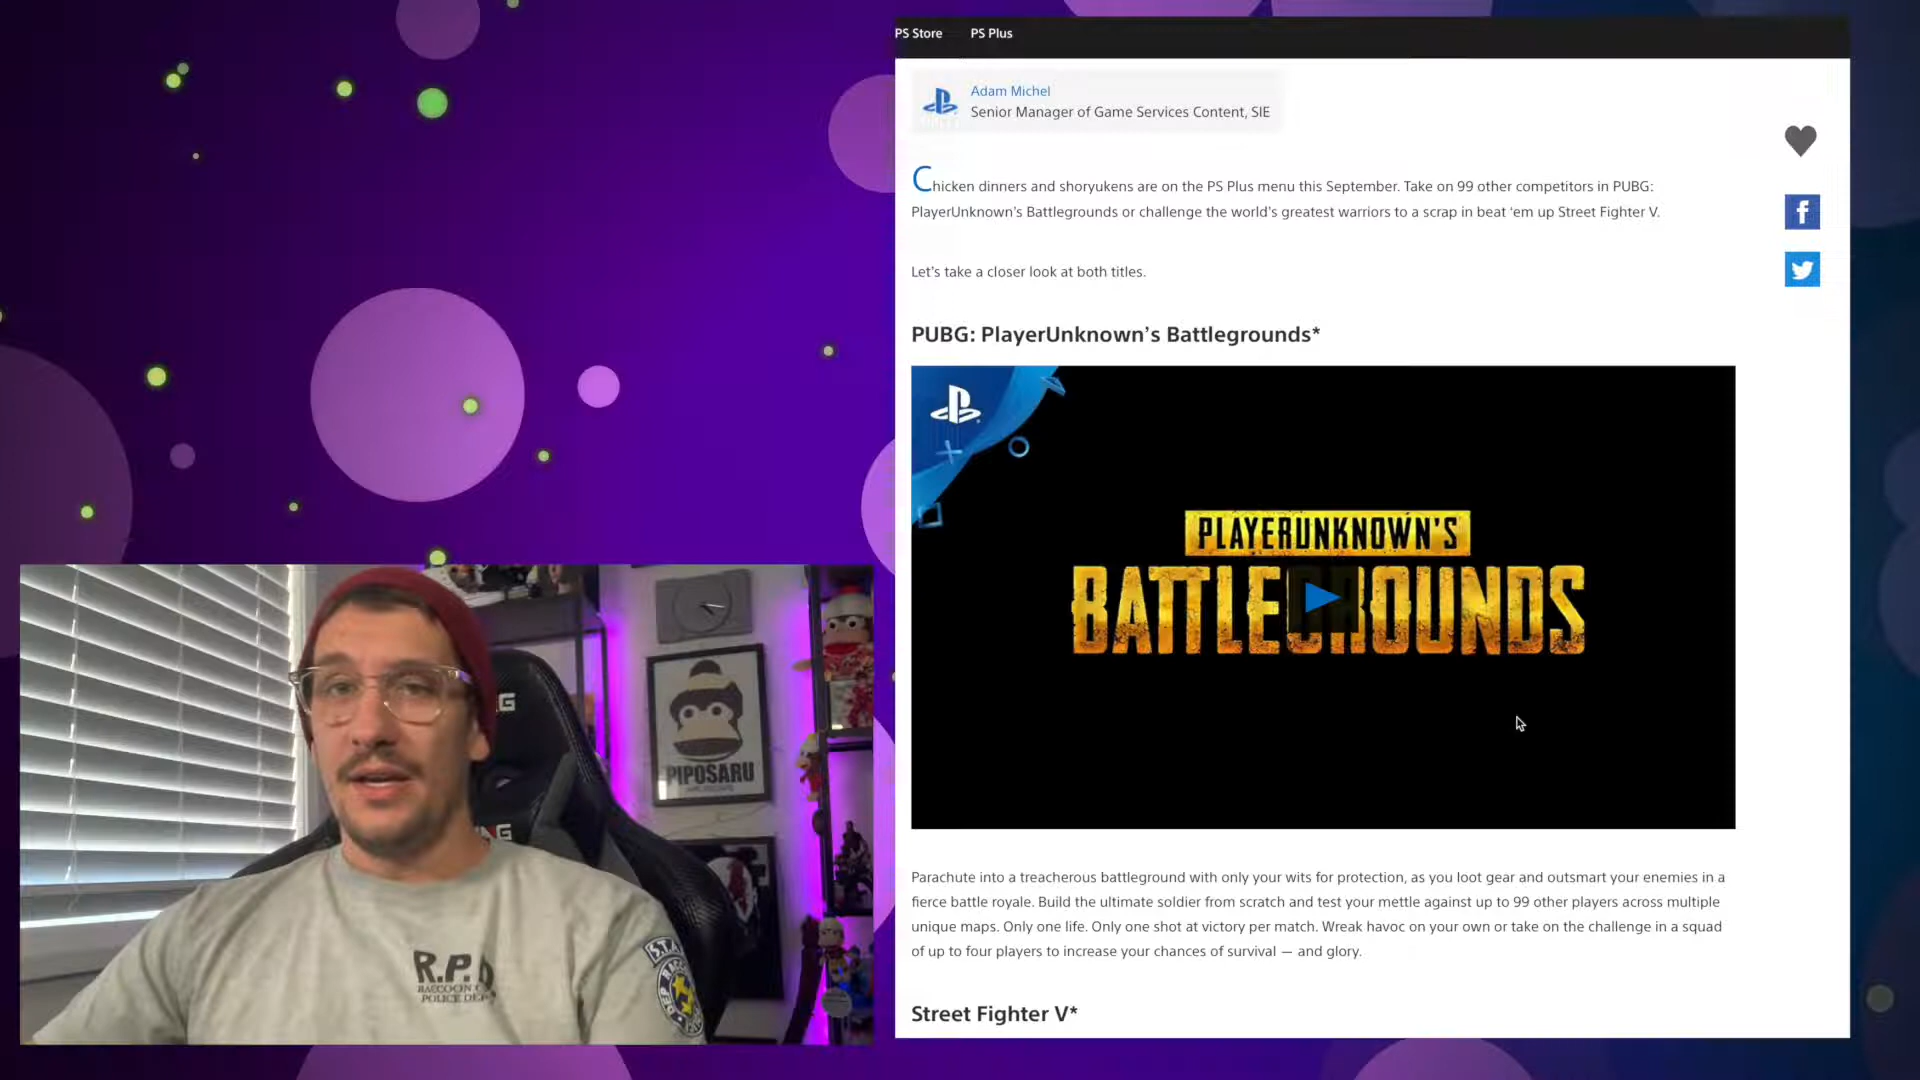 PS Store PS Plus
Adam Michel
Senior Manager of Game Services Content, SIE
Chicken dinners and shoryukens are on the PS Plus menu this September. Take on 99 other competitors in PUBG:
PlayerUnknown's Battlegrounds or challenge the world's greatest warriors to a scrap in beat 'em up Street Fighter V.
Let's take a closer look at both titles.
PUBG: PlayerUnknown's Battlegrounds*
PLAYERUNKNOWN'S
BATTLEGROUNDS
Parachute into a treacherous battleground with only your wits for protection, as you loot gear and outsmart your enemies in a
fierce battle royale. Build the ultimate soldier from scratch and test your mettle against up to 99 other players across multiple
unique maps. Only one life. Only one shot at victory per match. Wreak havoc on your own or take on the challenge in a squad
of up to four players to increase your chances of survival — and glory.
Street Fighter V*
PIPOSARU
R.P.D
RACCOON
POLICE DEP